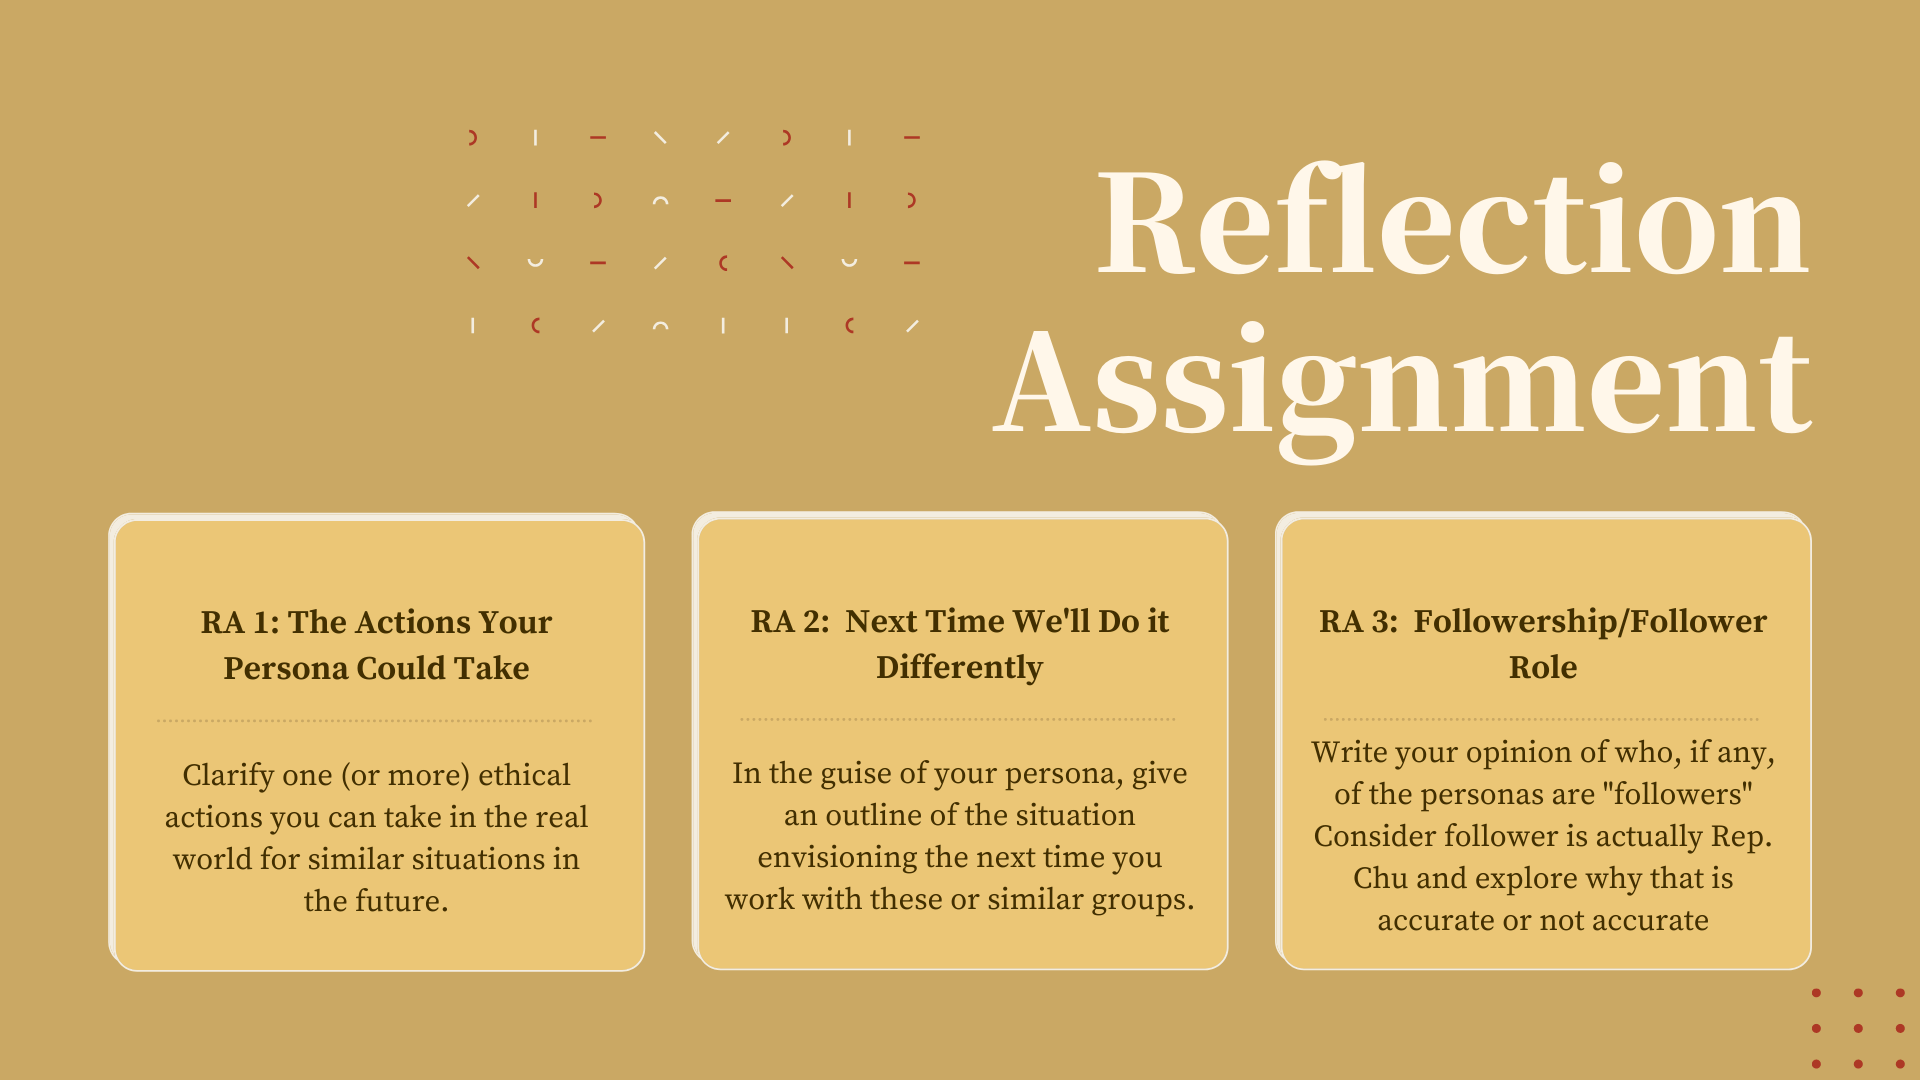 Reflection
Assignment
RA 1: The Actions Your
Persona Could Take
Clarify one (or more) ethical
actions you can take in the real
world for similar situations in
the future.
RA 2:  Next Time We'll Do it
Differently
In the guise of your persona, give
an outline of the situation
envisioning the next time you
work with these or similar groups.
RA 3:  Followership/Follower
Role
Write your opinion of who, if any,
of the personas are "followers"
Consider follower is actually Rep.
Chu and explore why that is
accurate or not accurate